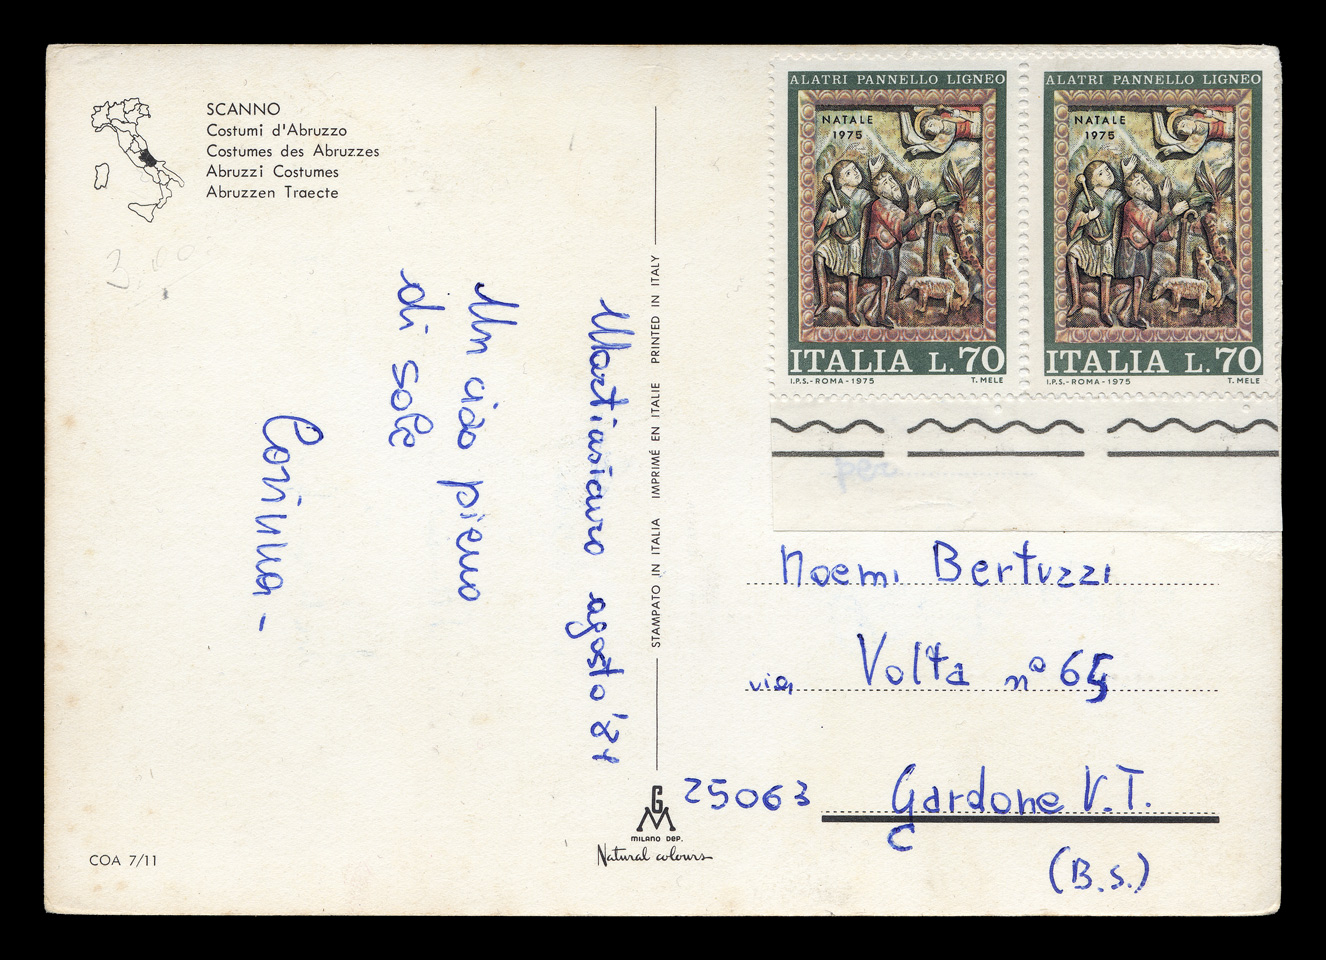 SCANNO
Costumi d'Abruzzo
Costumes des Abruzzes
Abruzzi Costumes
Abruzzen Traecte
Martinsicuro agosto '81
Un ciao pieno
di sole
Corinna -
STAMPATO IN ITALIA IMPRIMÉ EN ITALIE PRINTED IN ITALY
ALATRI PANNELLO LIGNEO
NATALE
1975
ITALIA L. 70
I.P.S.-ROMA-1975 T. MELE
ALATRI PANNELLO LIGNEO
NATALE
1975
ITALIA L. 70
I.P.S.-ROMA-1975 T. MELE
per
Noemi Bertuzzi
via Volta n°
25063 Gardone V.T.
(B.S.)
GM
MILANO DEP.
Natural colours
COA 7/11